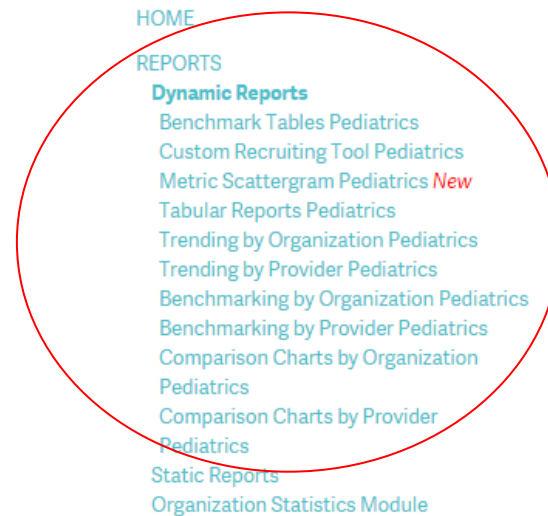 HOME
REPORTS
Dynamic Reports
Benchmark Tables Pediatrics
Custom Recruiting Tool Pediatrics
Metric Scattergram Pediatrics New
Tabular Reports Pediatrics
Trending by Organization Pediatrics
Trending by Provider Pediatrics
Benchmarking by Organization Pediatrics
Benchmarking by Provider Pediatrics
Comparison Charts by Organization
Pediatrics
Comparison Charts by Provider
Pediatrics
Static Reports
Organization Statistics Module